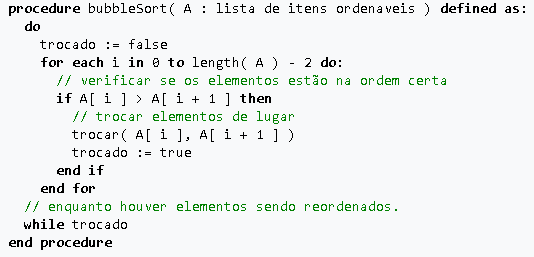 procedure bubbleSort( A : lista de itens ordenaveis ) defined as:
do
trocado := false
for each i in 0 to length( A ) - 2 do:
// verificar se os elementos estão na ordem certa
if A[ i ] > A[ i + 1 ] then
// trocar elementos de lugar
trocar( A[ i ], A[ i + 1 ] )
trocado := true
end if
end for
// enquanto houver elementos sendo reordenados.
while trocado
end procedure